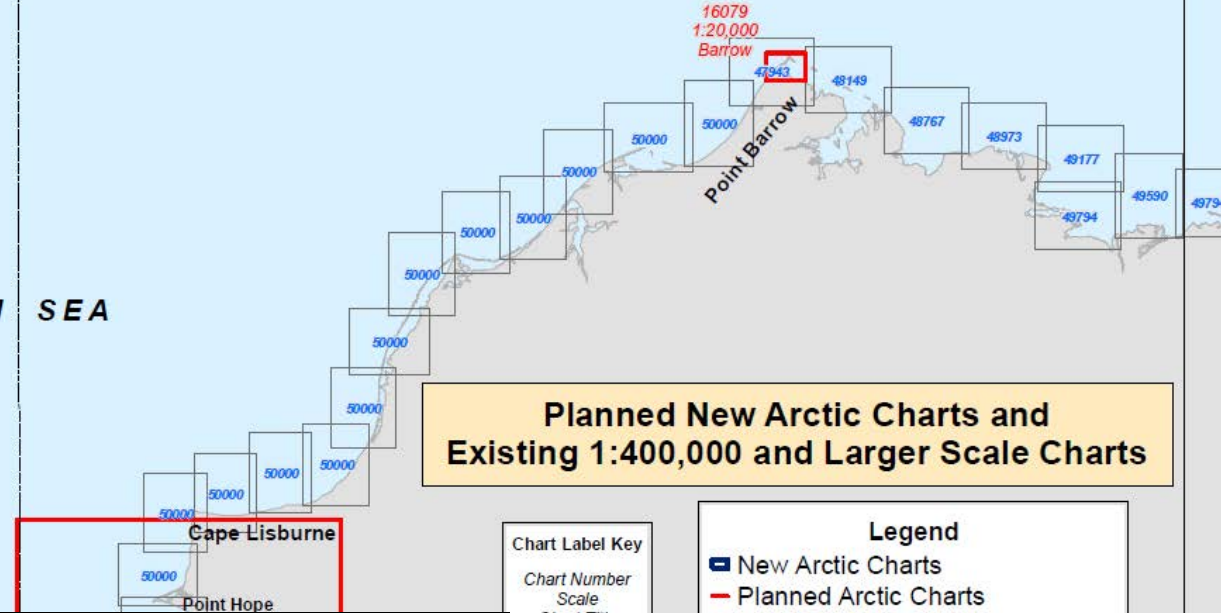 16079
1:20,000
Barrow
47943
48149
50000
48767
50000
48973
49177
50000
Point Barrow
49590
49794
50000
49794
50000
50000
SEA
50000
50000
Planned New Arctic Charts and
Existing 1:400,000 and Larger Scale Charts
50000
50000
50000
50000
Cape Lisburne
Legend
Chart Label Key
New Arctic Charts
50000
Chart Number
Planned Arctic Charts
Scale
Point Hope